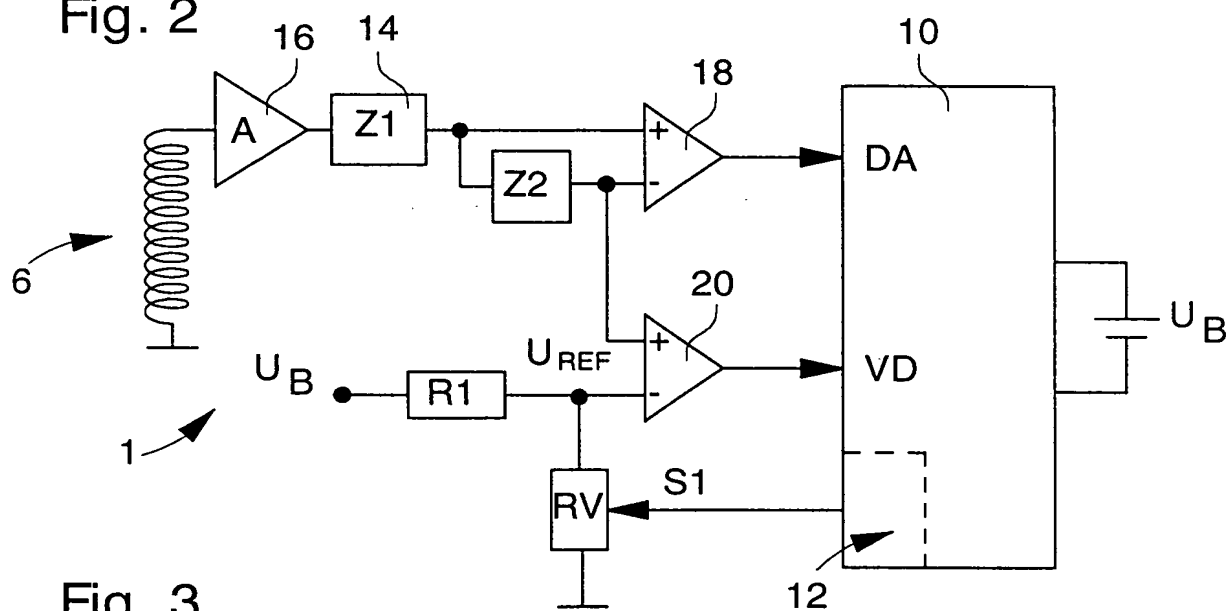 Fig. 2
16
14
10
18
A
Z1
+
DA
Z2
-
6
20
U_B
U_REF
+
U_B
R1
-
VD
1
S1
RV
12
Fig. 3